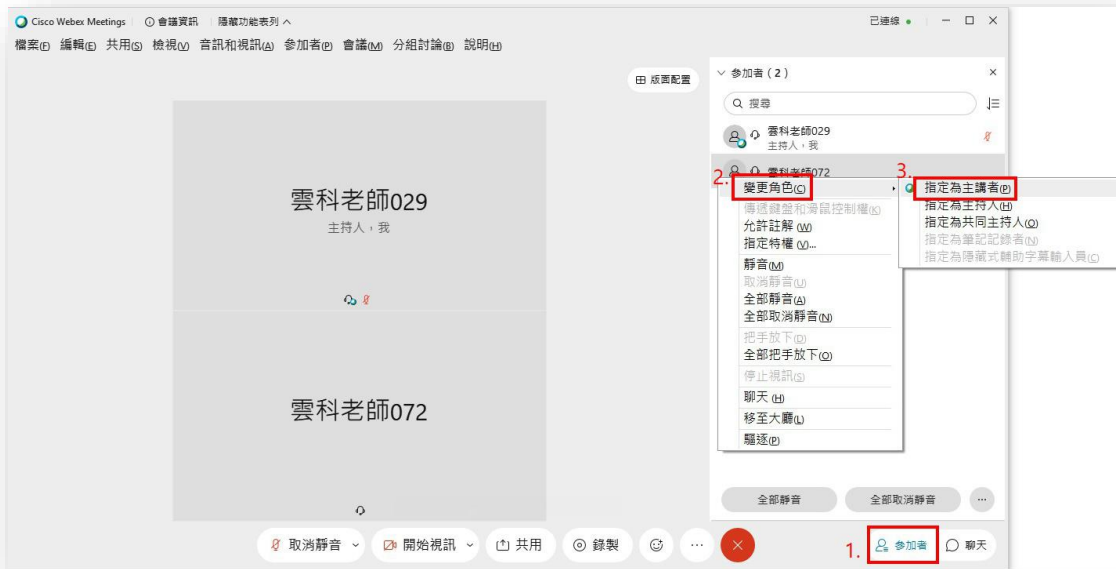 Cisco Webex Meetings ⓘ 會議資訊 隱藏功能表列 ㅅ 已連線
檔案(F) 編輯(E) 共用(S) 檢視(V) 音訊和視訊(A) 參加者(P) 會議(M) 分組討論(B) 說明(H)
版面配置
參加者（2）
搜尋
雲科老師029
主持人，我
雲科老師072
2.
變更角色(C)
3.
指定為主講者(P)
指定為主持人(H)
指定為共同主持人(O)
指定為筆記記錄者(N)
指定為隱藏式輔助字幕輸入員(C)
傳遞鍵盤和滑鼠控制權(K)
允許註解 (W)
指定特權 (V)...
靜音(M)
取消靜音(U)
全部靜音(A)
全部取消靜音(N)
把手放下(D)
全部把手放下(O)
停止視訊(S)
聊天 (H)
移至大廳(L)
驅逐(P)
雲科老師029
主持人，我
雲科老師072
全部靜音 全部取消靜音 ...
取消靜音 開始視訊 共用 錄製 ...
1. 參加者 聊天